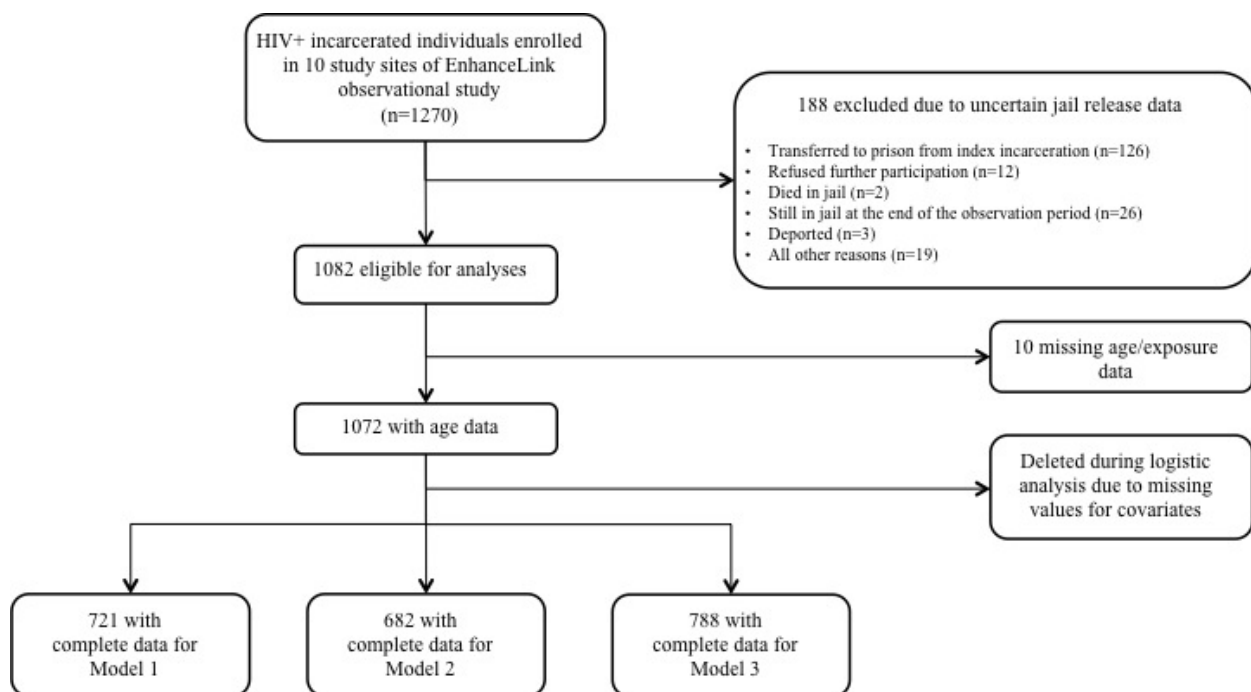 HIV+ incarcerated individuals enrolled
in 10 study sites of EnhanceLink
observational study
(n=1270)
188 excluded due to uncertain jail release data
• Transferred to prison from index incarceration (n=126)
• Refused further participation (n=12)
• Died in jail (n=2)
• Still in jail at the end of the observation period (n=26)
• Deported (n=3)
• All other reasons (n=19)
1082 eligible for analyses
10 missing age/exposure
data
1072 with age data
Deleted during logistic
analysis due to missing
values for covariates
721 with
complete data for
Model 1
682 with
complete data for
Model 2
788 with
complete data for
Model 3